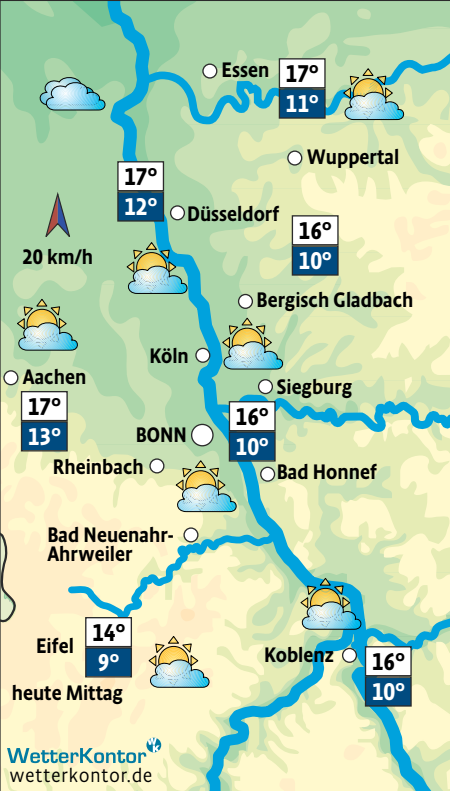 Essen
17°
11°
Wuppertal
17°
12°
Düsseldorf
16°
10°
20 km/h
Bergisch Gladbach
Köln
Aachen
17°
13°
Siegburg
16°
10°
BONN
Rheinbach
Bad Honnef
Bad Neuenahr-
Ahrweiler
Eifel
14°
9°
Koblenz
16°
10°
heute Mittag
WetterKontor
wk
wetterkontor.de